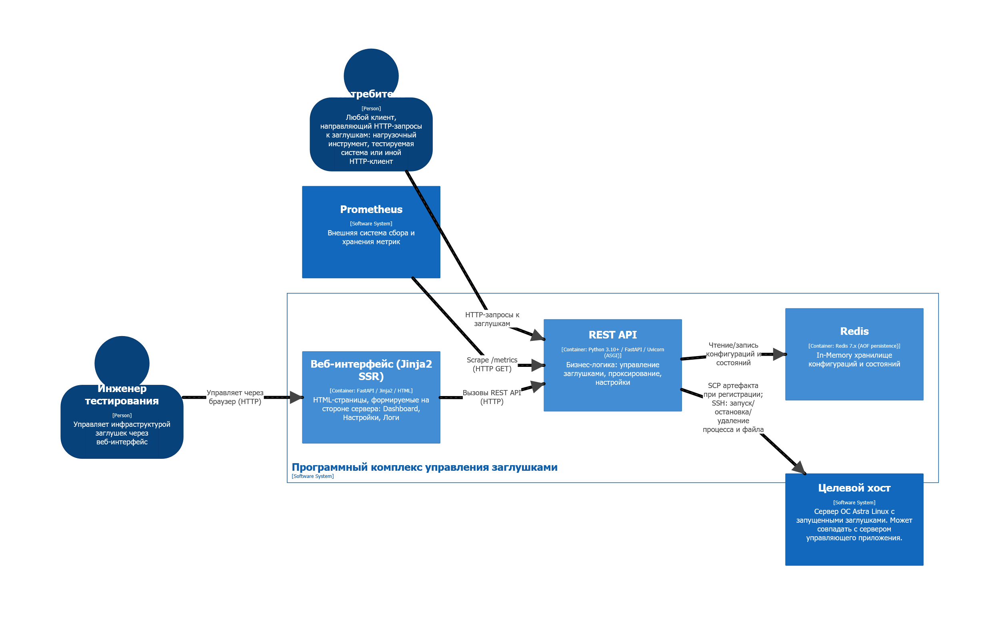 [Person]
Любой клиент,
направляющий HTTP-запросы
к заглушкам: нагрузочный
инструмент, тестируемая
система или иной
HTTP-клиент
Prometheus
[Software System]
Внешняя система сбора и
хранения метрик
HTTP-запросы к
заглушкам
Scrape /metrics
(HTTP GET)
Инженер
тестирования
[Person]
Управляет инфраструктурой
заглушек через
веб-интерфейс
Управляет через
браузер (HTTP)
Веб-интерфейс (Jinja2
SSR)
[Container: FastAPI / Jinja2 / HTML]
HTML-страницы, формируемые на
стороне сервера: Dashboard,
Настройки, Логи
Вызовы REST API
(HTTP)
REST API
[Container: Python 3.10+ / FastAPI / Uvicorn
(ASGI)]
Бизнес-логика: управление
заглушками, проксирование,
настройки
Чтение/запись
конфигураций и
состояний
Redis
[Container: Redis 7.x (AOF persistence)]
In-Memory хранилище
конфигураций и состояний
SCP артефакта
при регистрации;
SSH: запуск/
остановка/
удаление
процесса и файла
Программный комплекс управления заглушками
[Software System]
Целевой хост
[Software System]
Сервер ОС Astra Linux с
запущенными заглушками. Может
совпадать с сервером
управляющего приложения.